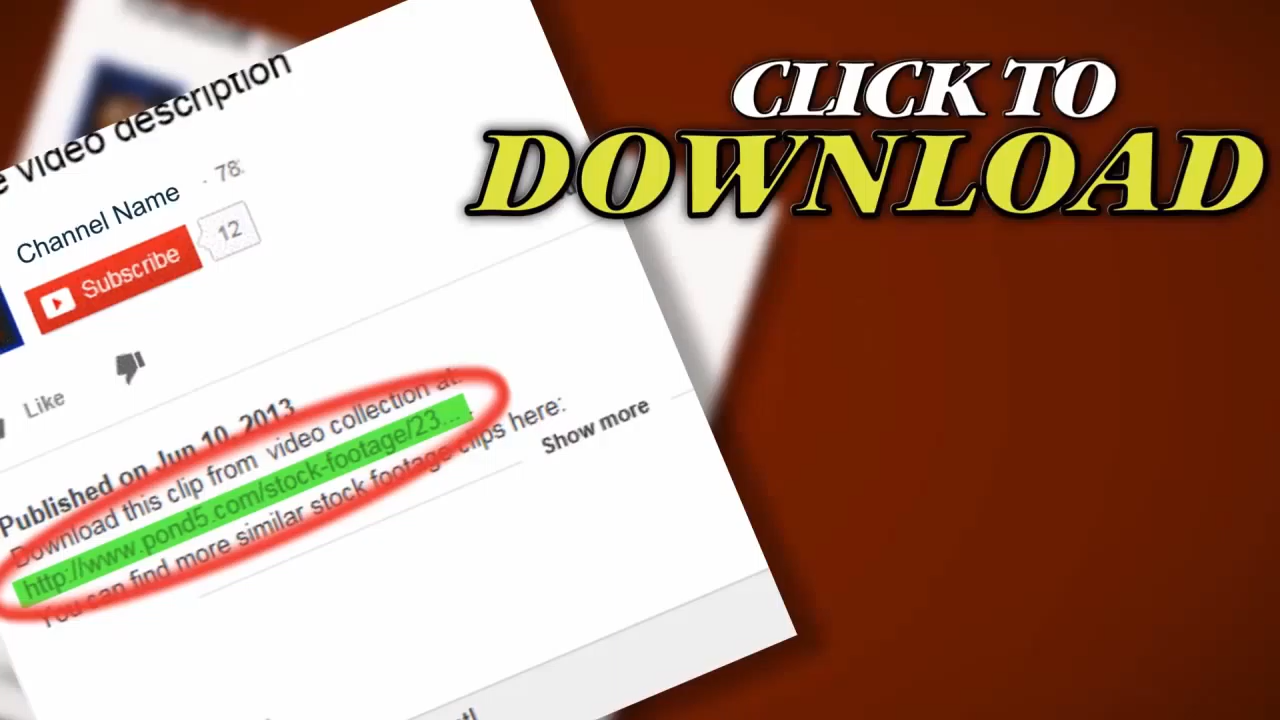 CLICK TO
DOWNLOAD
video description
Channel Name
Subscribe
12
Like
Published on Jun 10, 2013
Download this clip from video collection at:
http://www.pond5.com/stock-footage/23...
You can find more similar stock footage clips here:
Show more